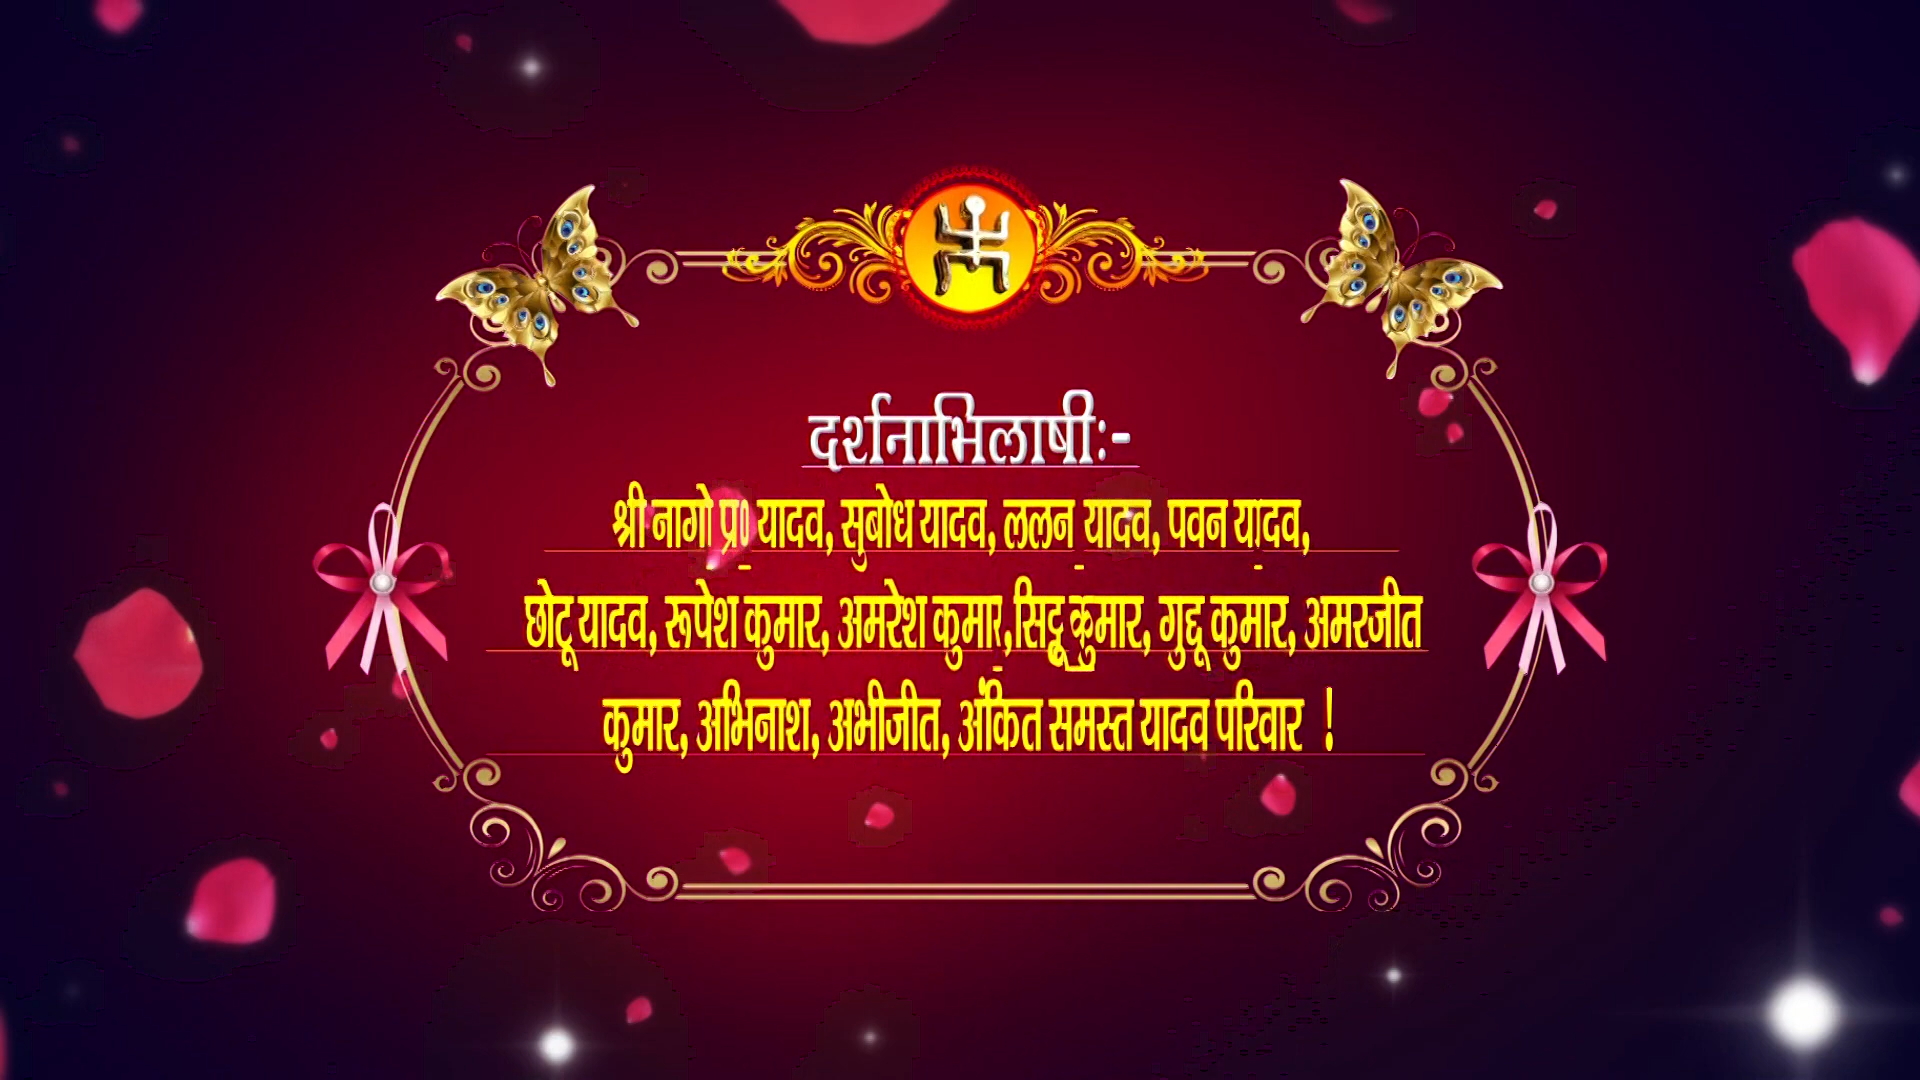 दर्शनाभिलाषीः-
श्री नागो प्र० यादव, सुबोध यादव, ललन यादव, पवन यादव,
छोटू यादव, रूपेश कुमार, अमरेश कुमार, कुमार, गुद्दू कुमार, अमरजीत
कुमार, अभिनाश, अभीजीत, अंकित समस्त यादव परिवार !